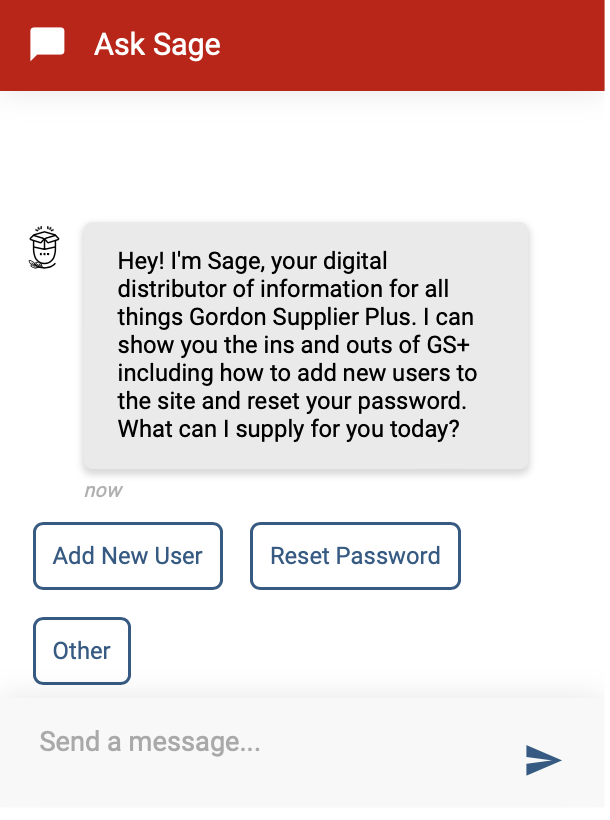 Ask Sage
Hey! I'm Sage, your digital
distributor of information for all
things Gordon Supplier Plus. I can
show you the ins and outs of GS+
including how to add new users to
the site and reset your password.
What can I supply for you today?
now
Add New User
Reset Password
Other
Send a message...